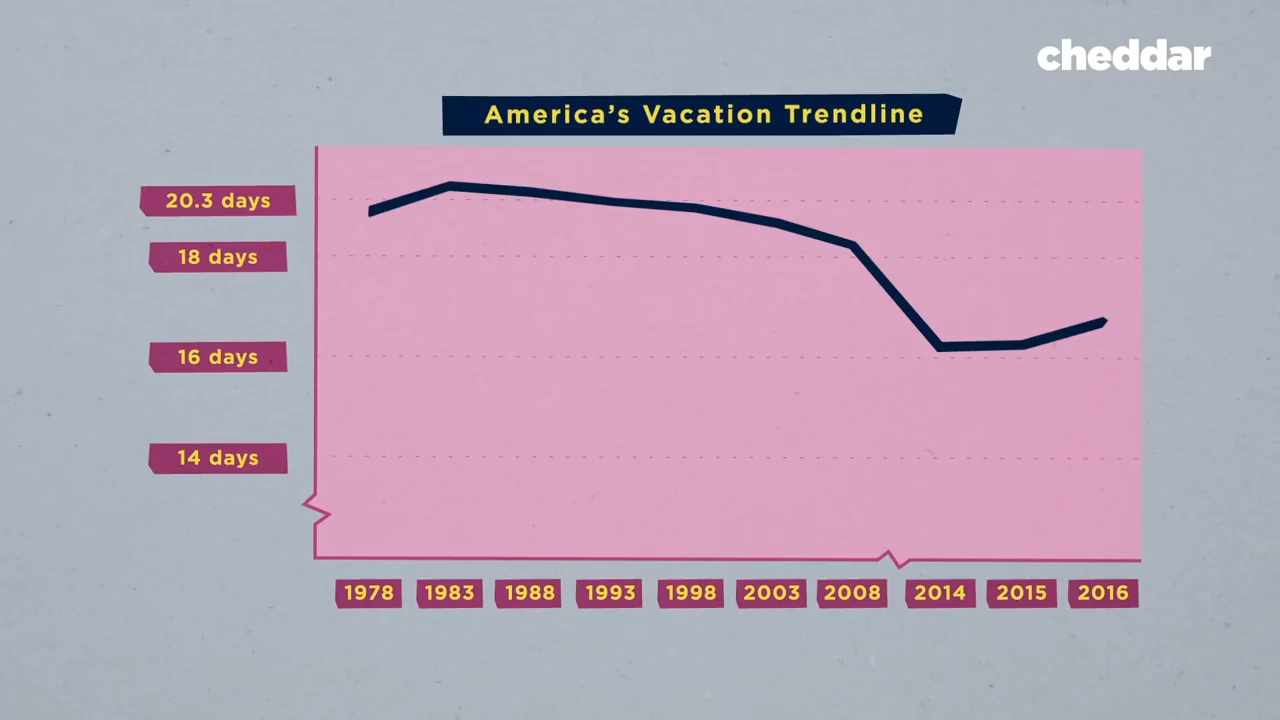 cheddar
America's Vacation Trendline
20.3 days
18 days
16 days
14 days
1978 1983 1988 1993 1998 2003 2008 2014 2015 2016